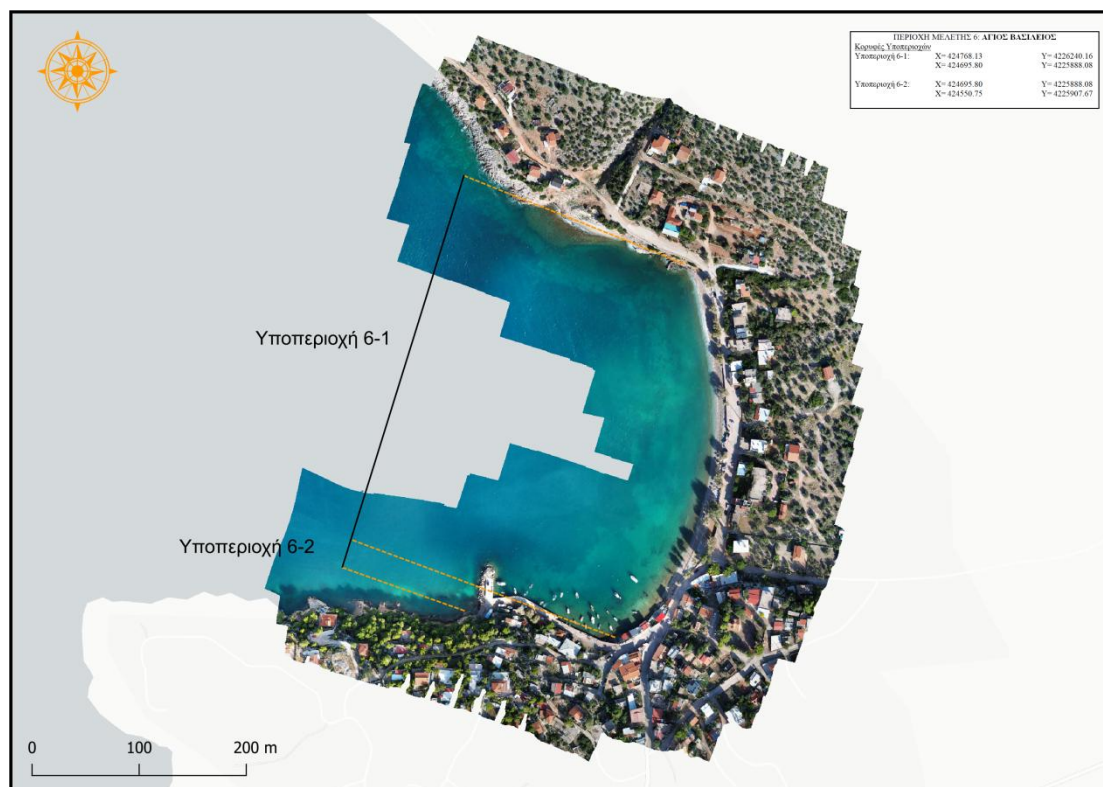 ΠΕΡΙΟΧΗ ΜΕΛΕΤΗΣ 6: ΑΓΙΟΣ ΒΑΣΙΛΕΙΟΣ
Κορυφές Υποπεριοχών
Υποπεριοχή 6-1: X= 424768.13 Y= 4226240.16
X= 424695.80 Y= 4225888.08
Υποπεριοχή 6-2: X= 424695.80 Y= 4225888.08
X= 424550.75 Y= 4225907.67
Υποπεριοχή 6-1
Υποπεριοχή 6-2
0 100 200 m